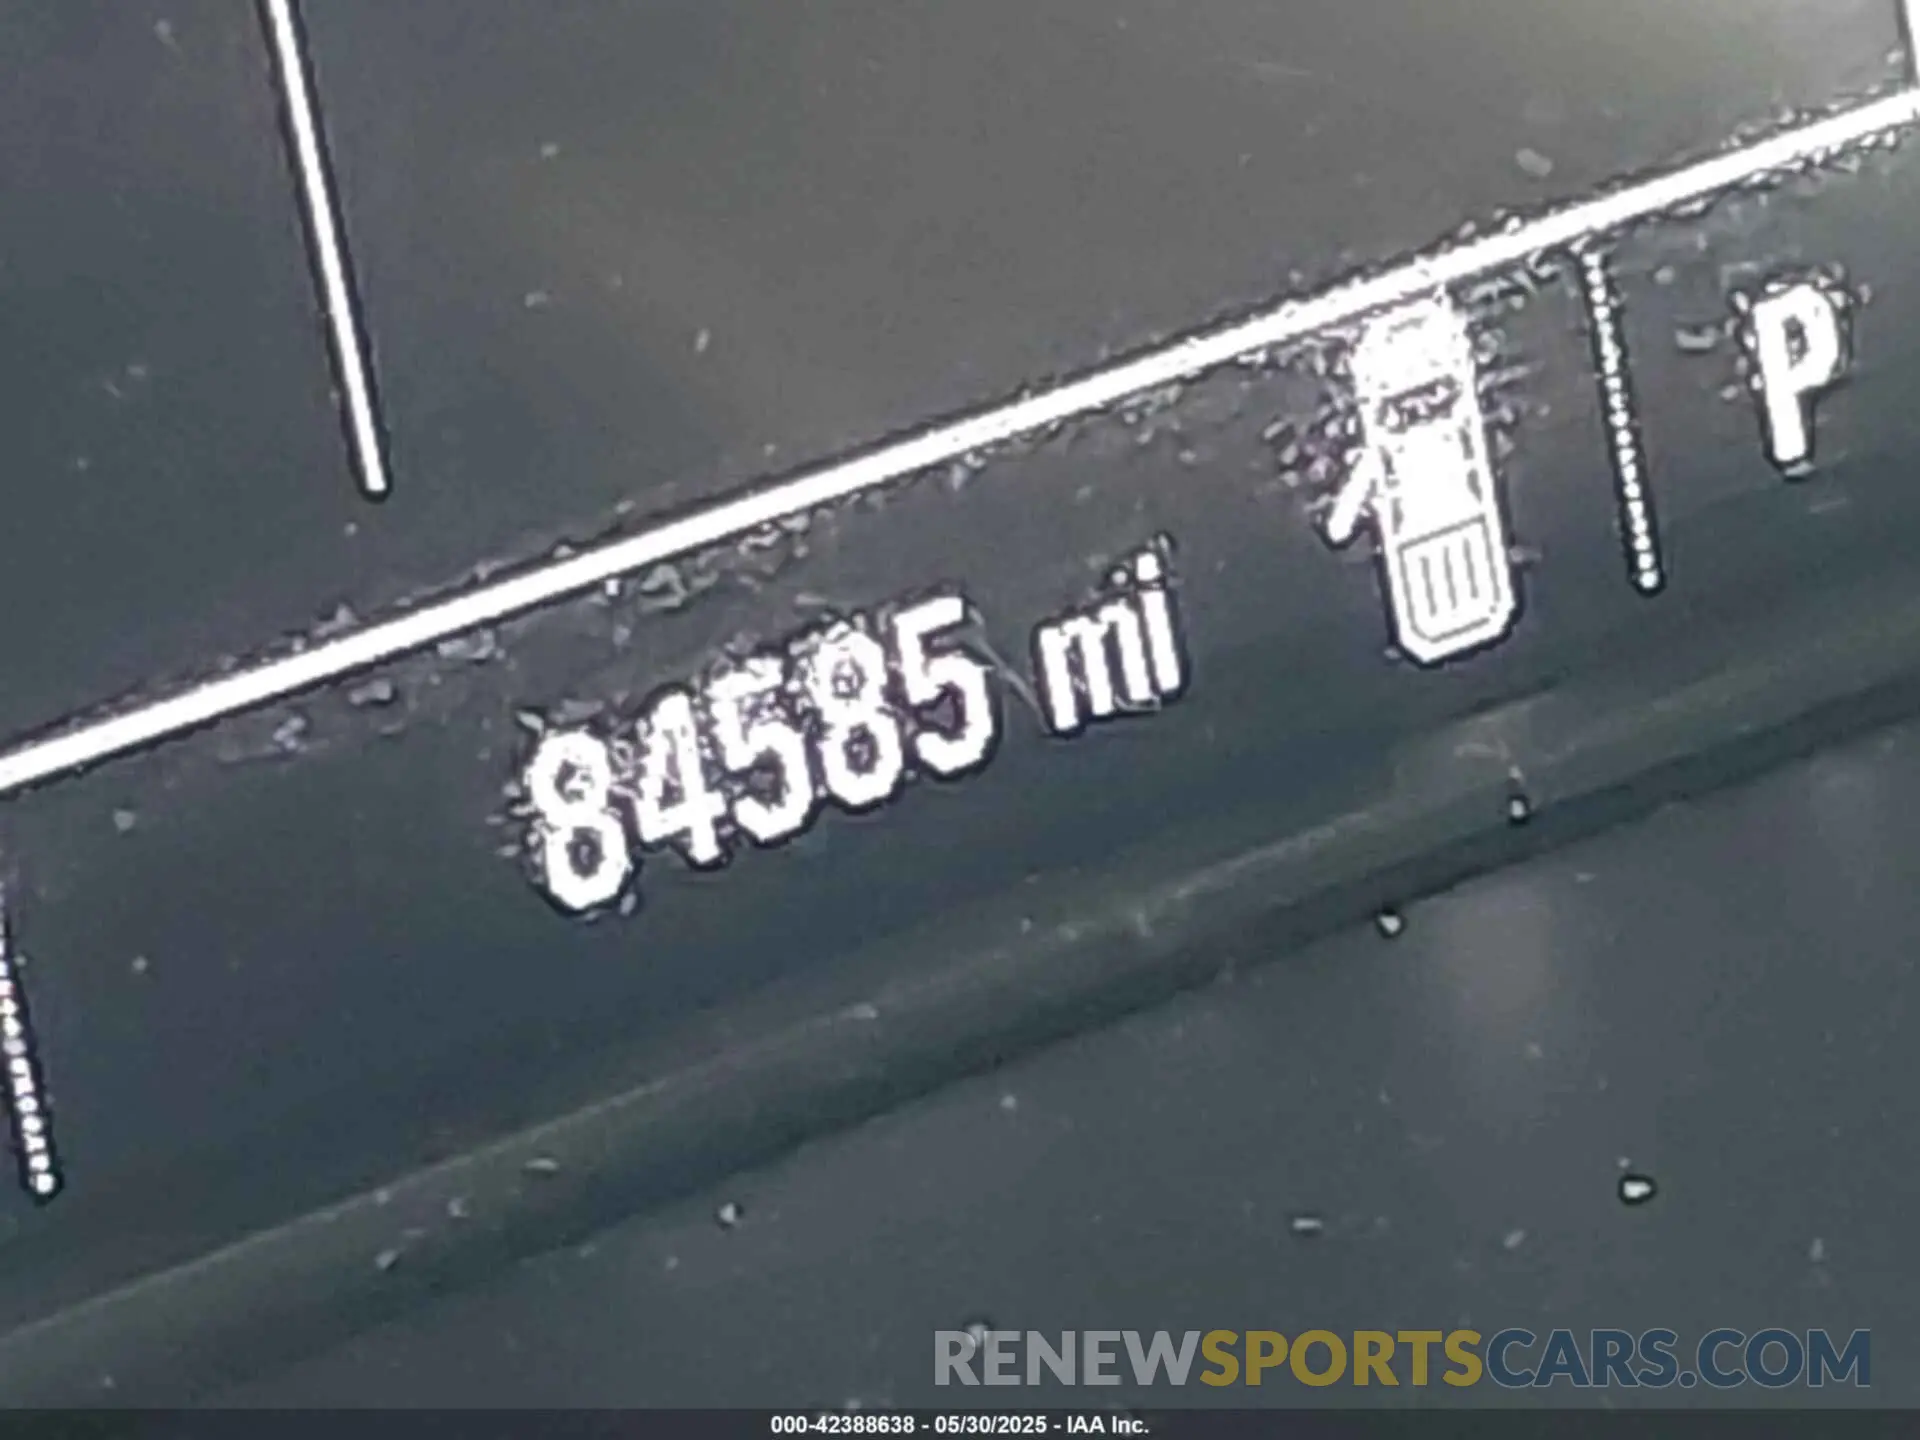 P
84585 mi
RENEWSPORTSCARS.COM
000-42388638 - 05/30/2025 - IAA Inc.